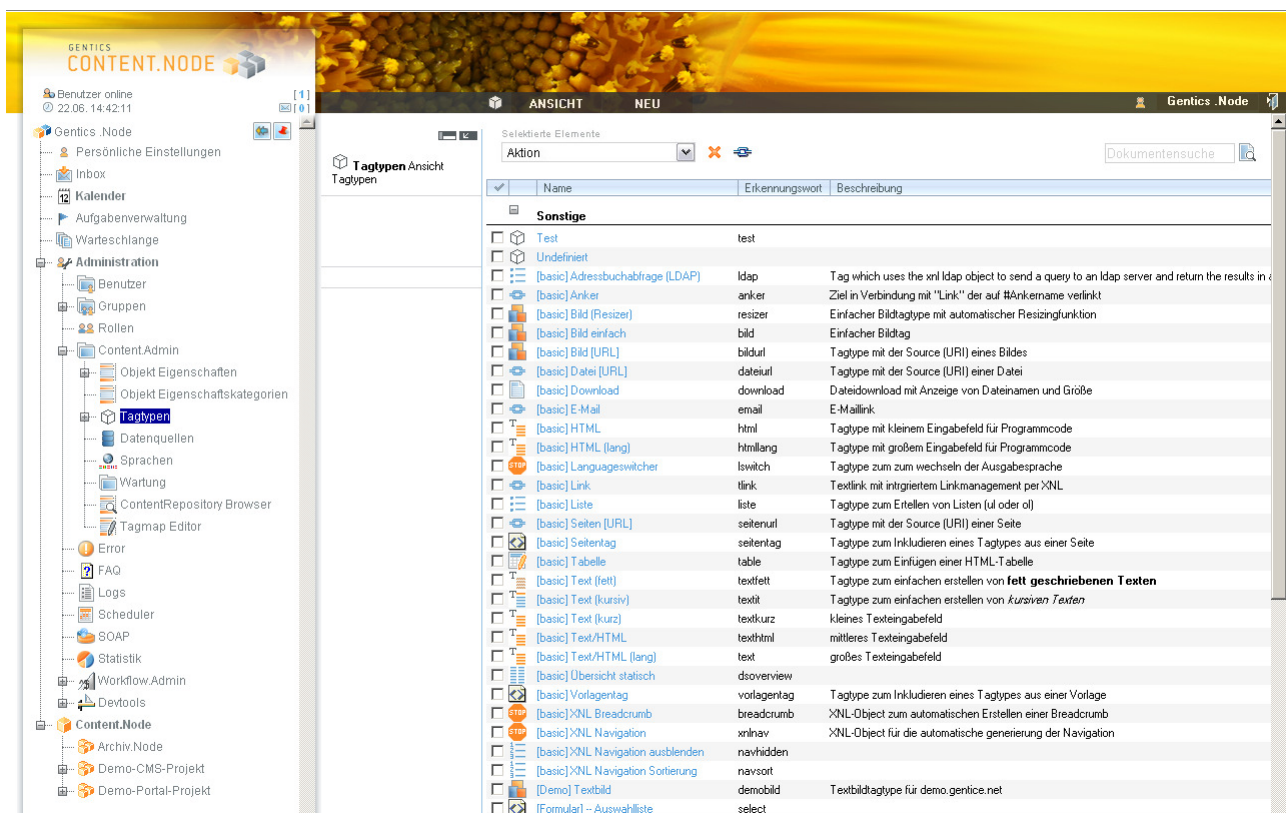 GENTICS
CONTENT.NODE
Benutzer online [1]
22.06. 14:42:11 [0]
ANSICHT NEU Gentics .Node
Gentics .Node
Persönliche Einstellungen
Inbox
12 Kalender
Aufgabenverwaltung
Warteschlange
Administration
Benutzer
Gruppen
Rollen
Content.Admin
Objekt Eigenschaften
Objekt Eigenschaftskategorien
Tagtypen
Datenquellen
Sprachen
Wartung
ContentRepository Browser
Tagmap Editor
Error
FAQ
Logs
Scheduler
SOAP
Statistik
Workflow.Admin
Devtools
Content.Node
Archiv.Node
Demo-CMS-Projekt
Demo-Portal-Projekt
Tagtypen Ansicht
Tagtypen
Selektierte Elemente
Aktion Dokumentensuche
Name Erkennungswort Beschreibung
Sonstige
Test test
Undefiniert
[basic] Adressbuchabfrage (LDAP) ldap Tag which uses the xnl ldap object to send a query to an ldap server and return the results in
[basic] Anker anker Ziel in Verbindung mit "Link" der auf #Ankername verlinkt
[basic] Bild (Resizer) resizer Einfacher Bildtagtype mit automatischer Resizingfunktion
[basic] Bild einfach bild Einfacher Bildtag
[basic] Bild [URL] bildurl Tagtype mit der Source (URI) eines Bildes
[basic] Datei [URL] dateiurl Tagtype mit der Source (URI) einer Datei
[basic] Download download Dateidownload mit Anzeige von Dateinamen und Größe
[basic] E-Mail email E-Maillink
[basic] HTML html Tagtype mit kleinem Eingabefeld für Programmcode
[basic] HTML (lang) htmllang Tagtype mit großem Eingabefeld für Programmcode
STOP [basic] Languageswitcher lswitch Tagtype zum zum wechseln der Ausgabesprache
[basic] Link tlink Textlink mit intrgriertem Linkmanagement per XNL
[basic] Liste liste Tagtype zum Ertellen von Listen (ul oder ol)
[basic] Seiten [URL] seitenurl Tagtype mit der Source (URI) einer Seite
[basic] Seitentag seitentag Tagtype zum Inkludieren eines Tagtypes aus einer Seite
[basic] Tabelle table Tagtype zum Einfügen einer HTML-Tabelle
[basic] Text (fett) textfett Tagtype zum einfachen erstellen von fett geschriebenen Texten
[basic] Text (kursiv) textit Tagtype zum einfachen erstellen von kursiven Texten
[basic] Text (kurz) textkurz kleines Texteingabefeld
[basic] Text/HTML texthtml mittleres Texteingabefeld
[basic] Text/HTML (lang) text großes Texteingabefeld
[basic] Übersicht statisch dsoverview
[basic] Vorlagentag vorlagentag Tagtype zum Inkludieren eines Tagtypes aus einer Vorlage
STOP [basic] XNL Breadcrumb breadcrumb XNL-Object zum automatischen Erstellen einer Breadcrumb
STOP [basic] XNL Navigation xnlnav XNL-Object für die automatische generierung der Navigation
[basic] XNL Navigation ausblenden navhidden
[basic] XNL Navigation Sortierung navsort
[Demo] Textbild demobild Textbildtagtype für demo.gentice.net
[Formular] -- Auswahlliste select